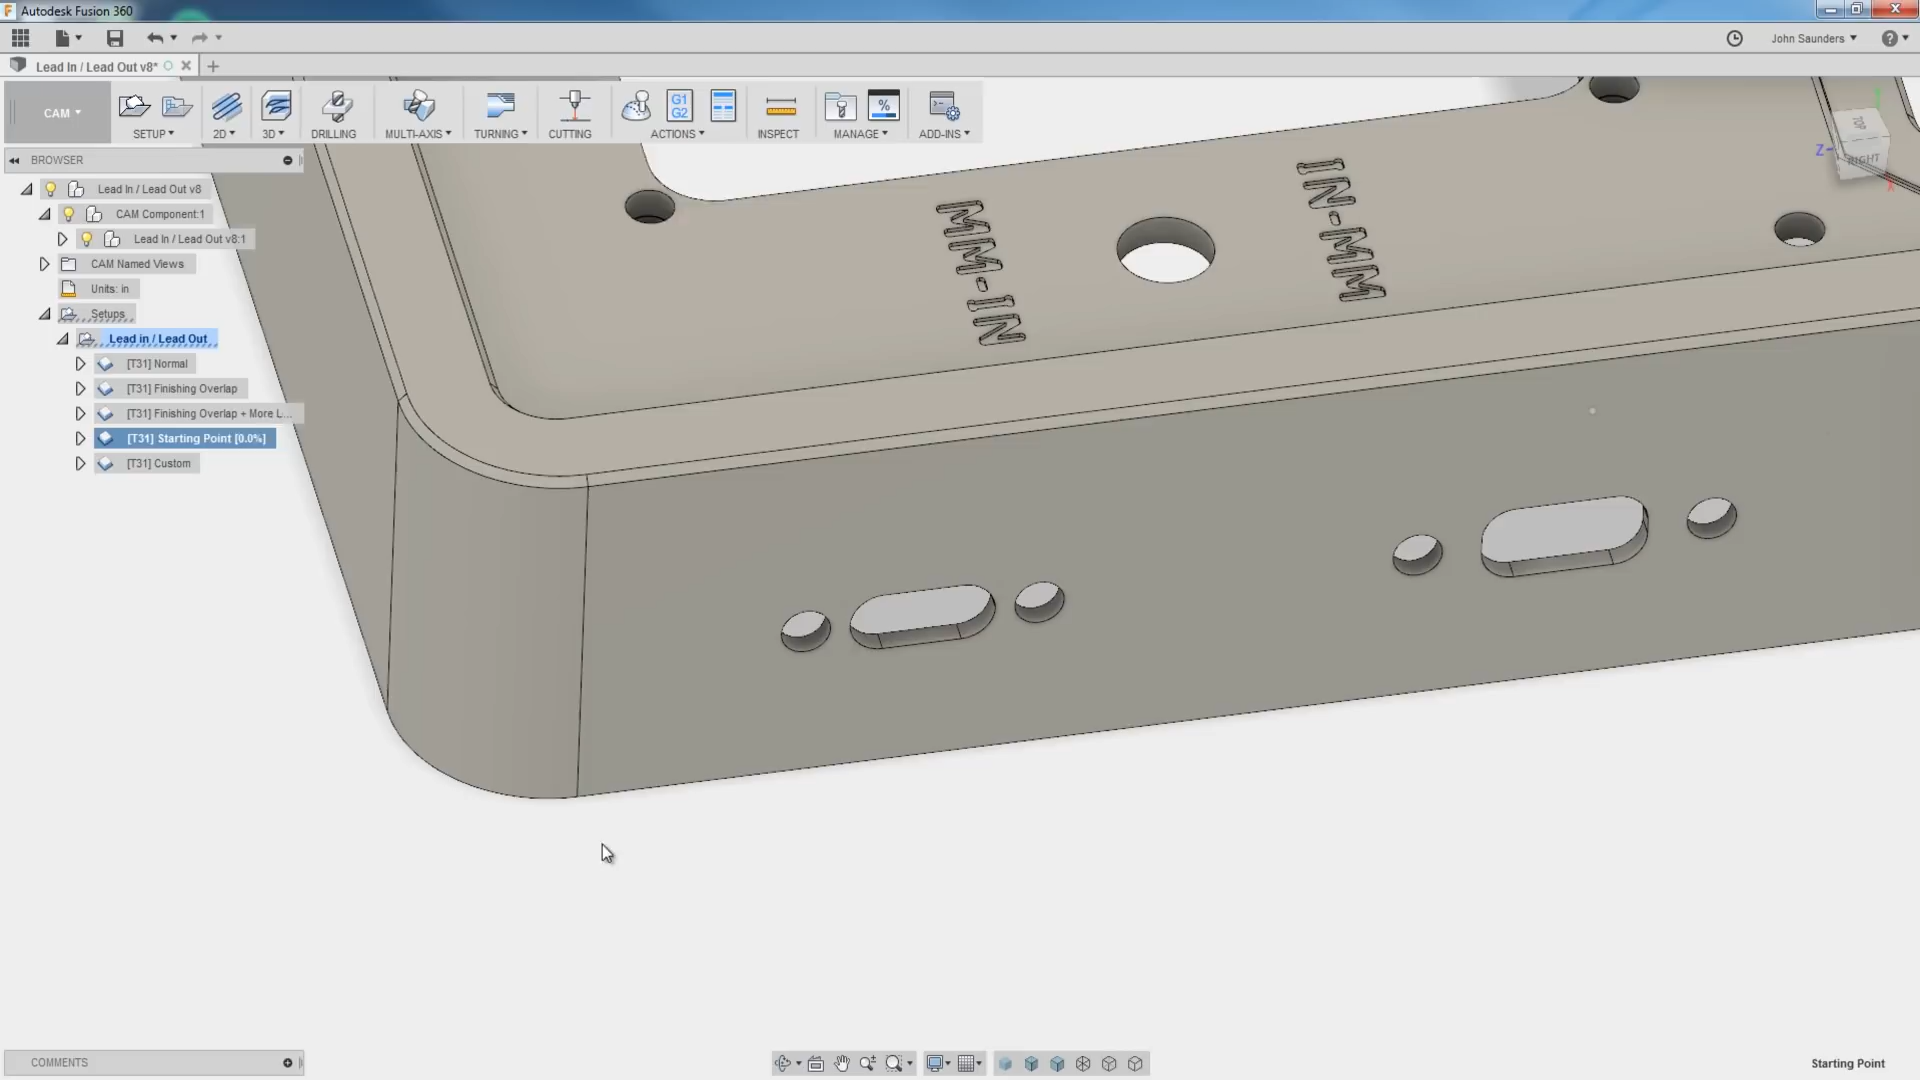 Autodesk Fusion 360
John Saunders
Lead In / Lead Out v8*
CAM
SETUP
2D
3D
DRILLING
MULTI-AXIS
TURNING
CUTTING
G1
G2
ACTIONS
INSPECT
%
MANAGE
ADD-INS
BROWSER
Lead In / Lead Out v8
CAM Component:1
Lead In / Lead Out v8:1
CAM Named Views
Units: in
Setups
Lead in / Lead Out
[T31] Normal
[T31] Finishing Overlap
[T31] Finishing Overlap + More L...
[T31] Starting Point [0.0%]
[T31] Custom
MM-IN
IN-MM
TOP
Z
RIGHT
X
COMMENTS
Starting Point